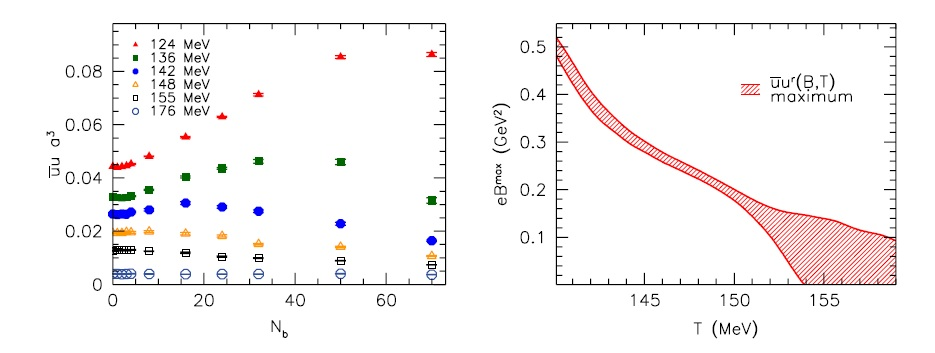 124 MeV
136 MeV
142 MeV
148 MeV
155 MeV
176 MeV
0.08
0.06
0.04
0.02
0
u̅u a³
0 20 40 60
N_b
0.5
0.4
0.3
0.2
0.1
eB^max (GeV²)
u̅uʳ(B,T)
maximum
145 150 155
T (MeV)